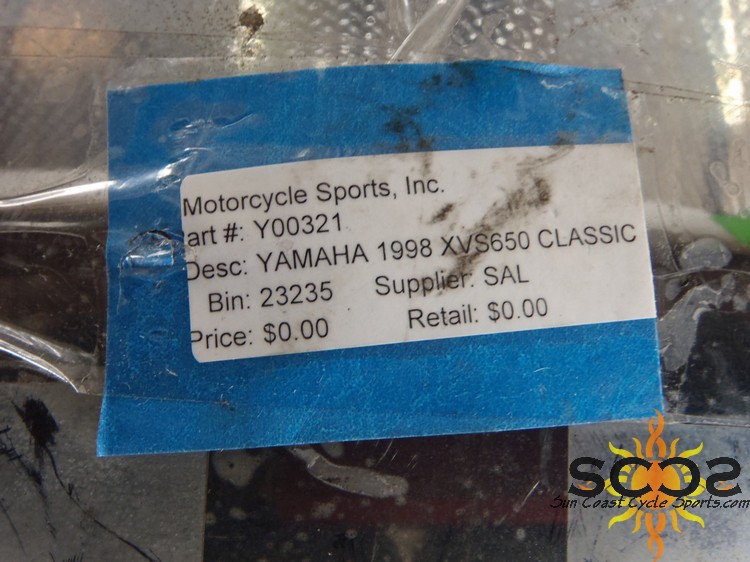 Motorcycle Sports, Inc.
art #: Y00321
Desc: YAMAHA 1998 XVS650 CLASSIC
Bin: 23235 Supplier: SAL
Price: $0.00 Retail: $0.00
SCCS
Sun Coast Cycle Sports.com